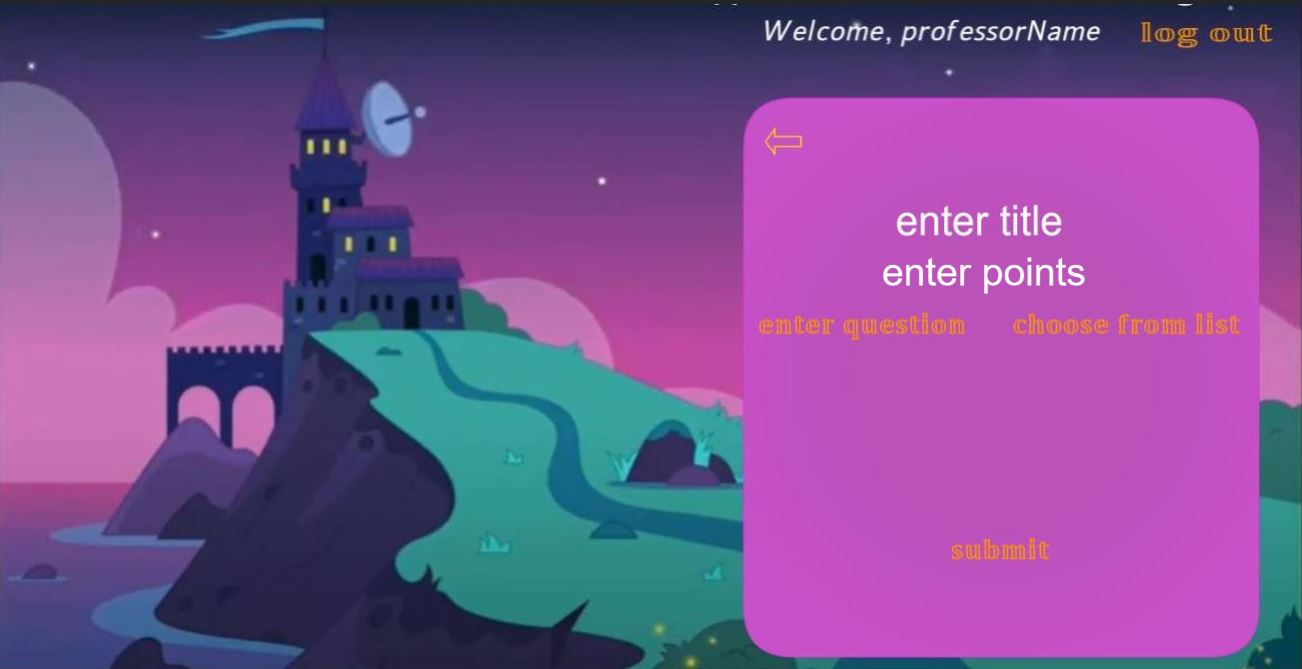 Welcome, professorName log out
enter title
enter points
enter question choose from list
submit